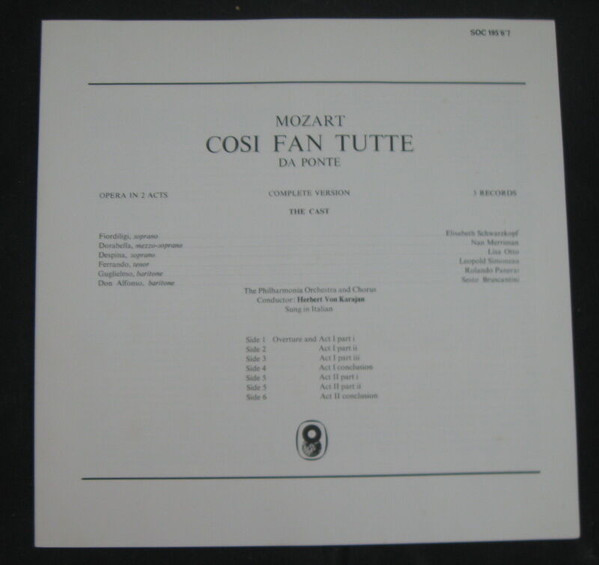 SOC 195 6 7
MOZART
COSI FAN TUTTE
DA PONTE
OPERA IN 2 ACTS COMPLETE VERSION 3 RECORDS
THE CAST
Fiordiligi, soprano Elisabeth Schwarzkopf
Dorabella, mezzo-soprano Nan Merriman
Despina, soprano Lisa Otto
Ferrando, tenor Leopold Simoneau
Guglielmo, baritone Rolando Panerai
Don Alfonso, baritone Sesto Bruscantini
The Philharmonia Orchestra and Chorus
Conductor: Herbert Von Karajan
Sung in Italian
Side 1 Overture and Act I part i
Side 2 Act I part ii
Side 3 Act I part iii
Side 4 Act I conclusion
Side 5 Act II part i
Side 5 Act II part ii
Side 6 Act II conclusion